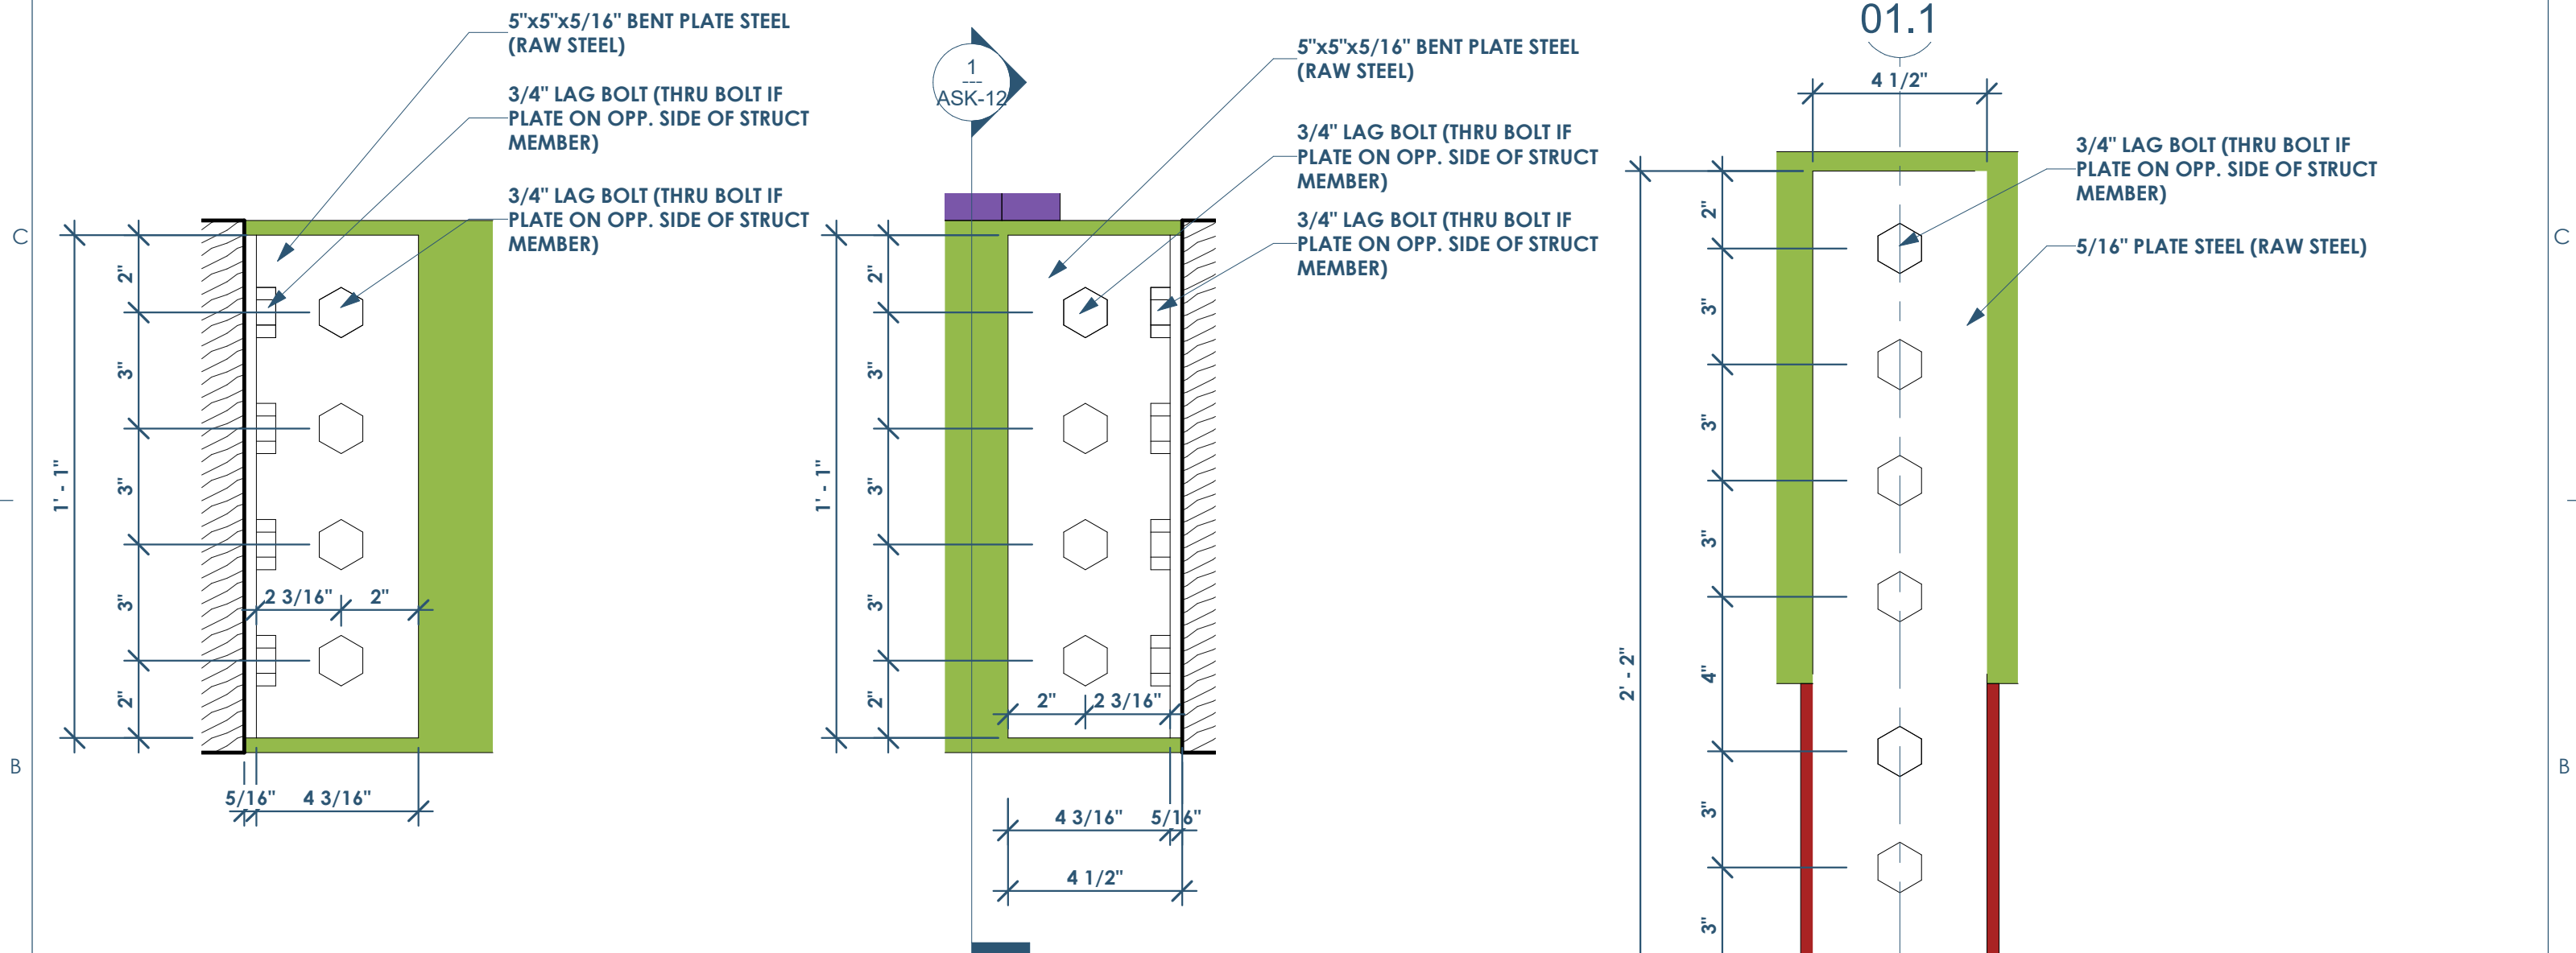 5"x5"x5/16" BENT PLATE STEEL
(RAW STEEL)
3/4" LAG BOLT (THRU BOLT IF
PLATE ON OPP. SIDE OF STRUCT
MEMBER)
3/4" LAG BOLT (THRU BOLT IF
PLATE ON OPP. SIDE OF STRUCT
MEMBER)
C
1' - 1"
2"
3"
3"
3"
2"
2 3/16"
2"
5/16"
4 3/16"
B
1
---
ASK-12
5"x5"x5/16" BENT PLATE STEEL
(RAW STEEL)
3/4" LAG BOLT (THRU BOLT IF
PLATE ON OPP. SIDE OF STRUCT
MEMBER)
3/4" LAG BOLT (THRU BOLT IF
PLATE ON OPP. SIDE OF STRUCT
MEMBER)
1' - 1"
2"
3"
3"
3"
2"
2"
2 3/16"
4 3/16"
5/16"
4 1/2"
01.1
4 1/2"
3/4" LAG BOLT (THRU BOLT IF
PLATE ON OPP. SIDE OF STRUCT
MEMBER)
5/16" PLATE STEEL (RAW STEEL)
2' - 2"
2"
3"
3"
3"
4"
3"
3"
C
B